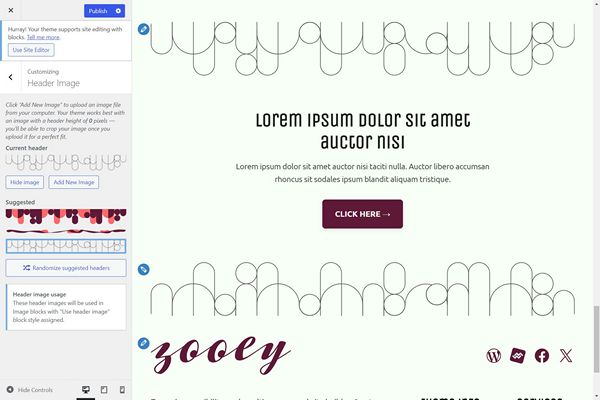 Publish
Hurray! Your theme supports site editing with
blocks. Tell me more.
Use Site Editor
Customizing
Header Image
Click "Add New Image" to upload an image file
from your computer. Your theme works best with
an image with a header height of 0 pixels —
you'll be able to crop your image once you
upload it for a perfect fit.
Current header
Hide image
Add New Image
Suggested
Randomize suggested headers
Header image usage
These header images will be used in
Image blocks with "Use header image"
block style assigned.
Hide Controls
Lorem ipsum dolor sit amet
auctor nisi
Lorem ipsum dolor sit amet nisi taciti nulla. Auctor libero accumsan
rhoncus sit sodales ipsum blandit aliquam tristique.
CLICK HERE →
zooey